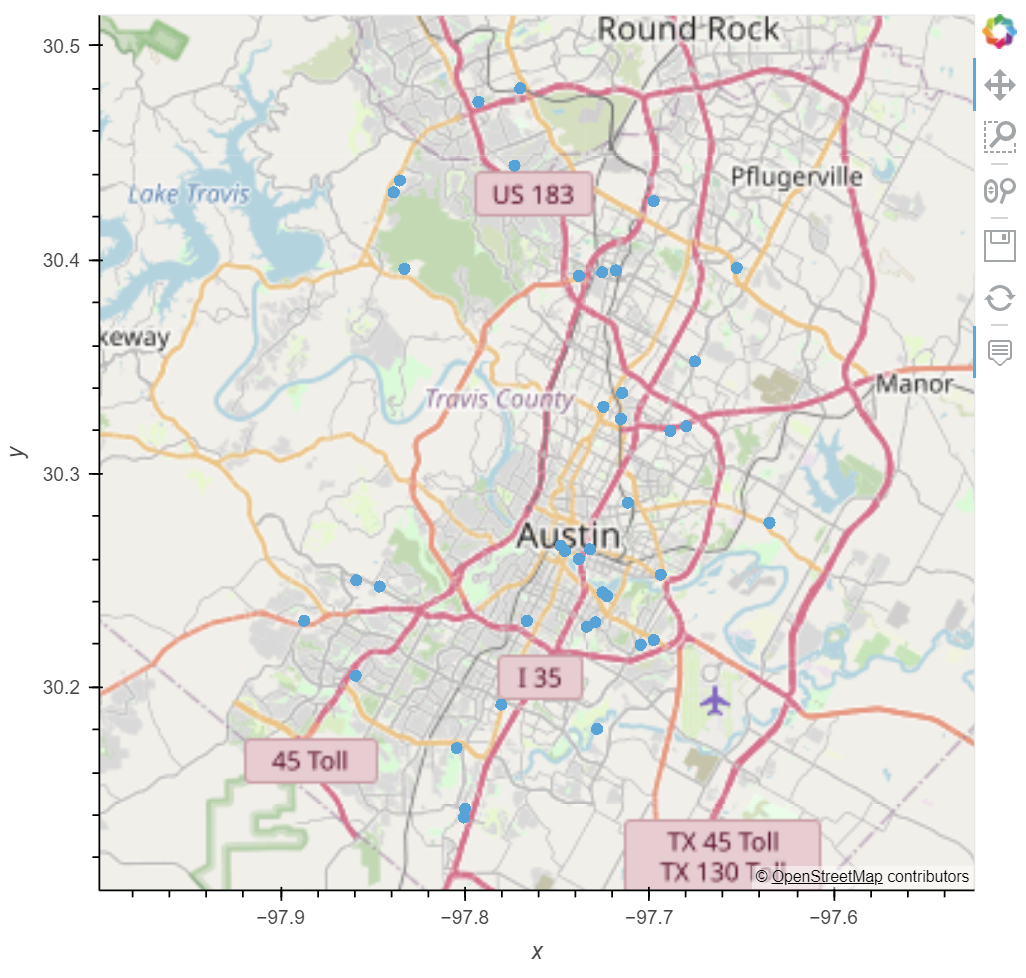 30.5
30.4
30.3
30.2
y
−97.9
−97.8
−97.7
−97.6
x
Round Rock
Lake Travis
US 183
Pflugerville
keway
Travis County
Manor
Austin
I 35
45 Toll
TX 45 Toll
TX 130 Toll
© OpenStreetMap contributors